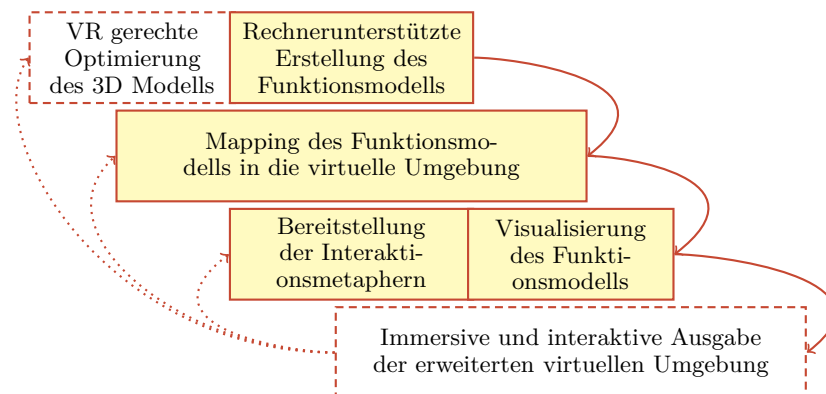 VR gerechte
Optimierung
des 3D Modells
Rechnerunterstützte
Erstellung des
Funktionsmodells
Mapping des Funktionsmo-
dells in die virtuelle Umgebung
Bereitstellung
der Interakti-
onsmetaphern
Visualisierung
des Funkti-
onsmodells
Immersive und interaktive Ausgabe
der erweiterten virtuellen Umgebung